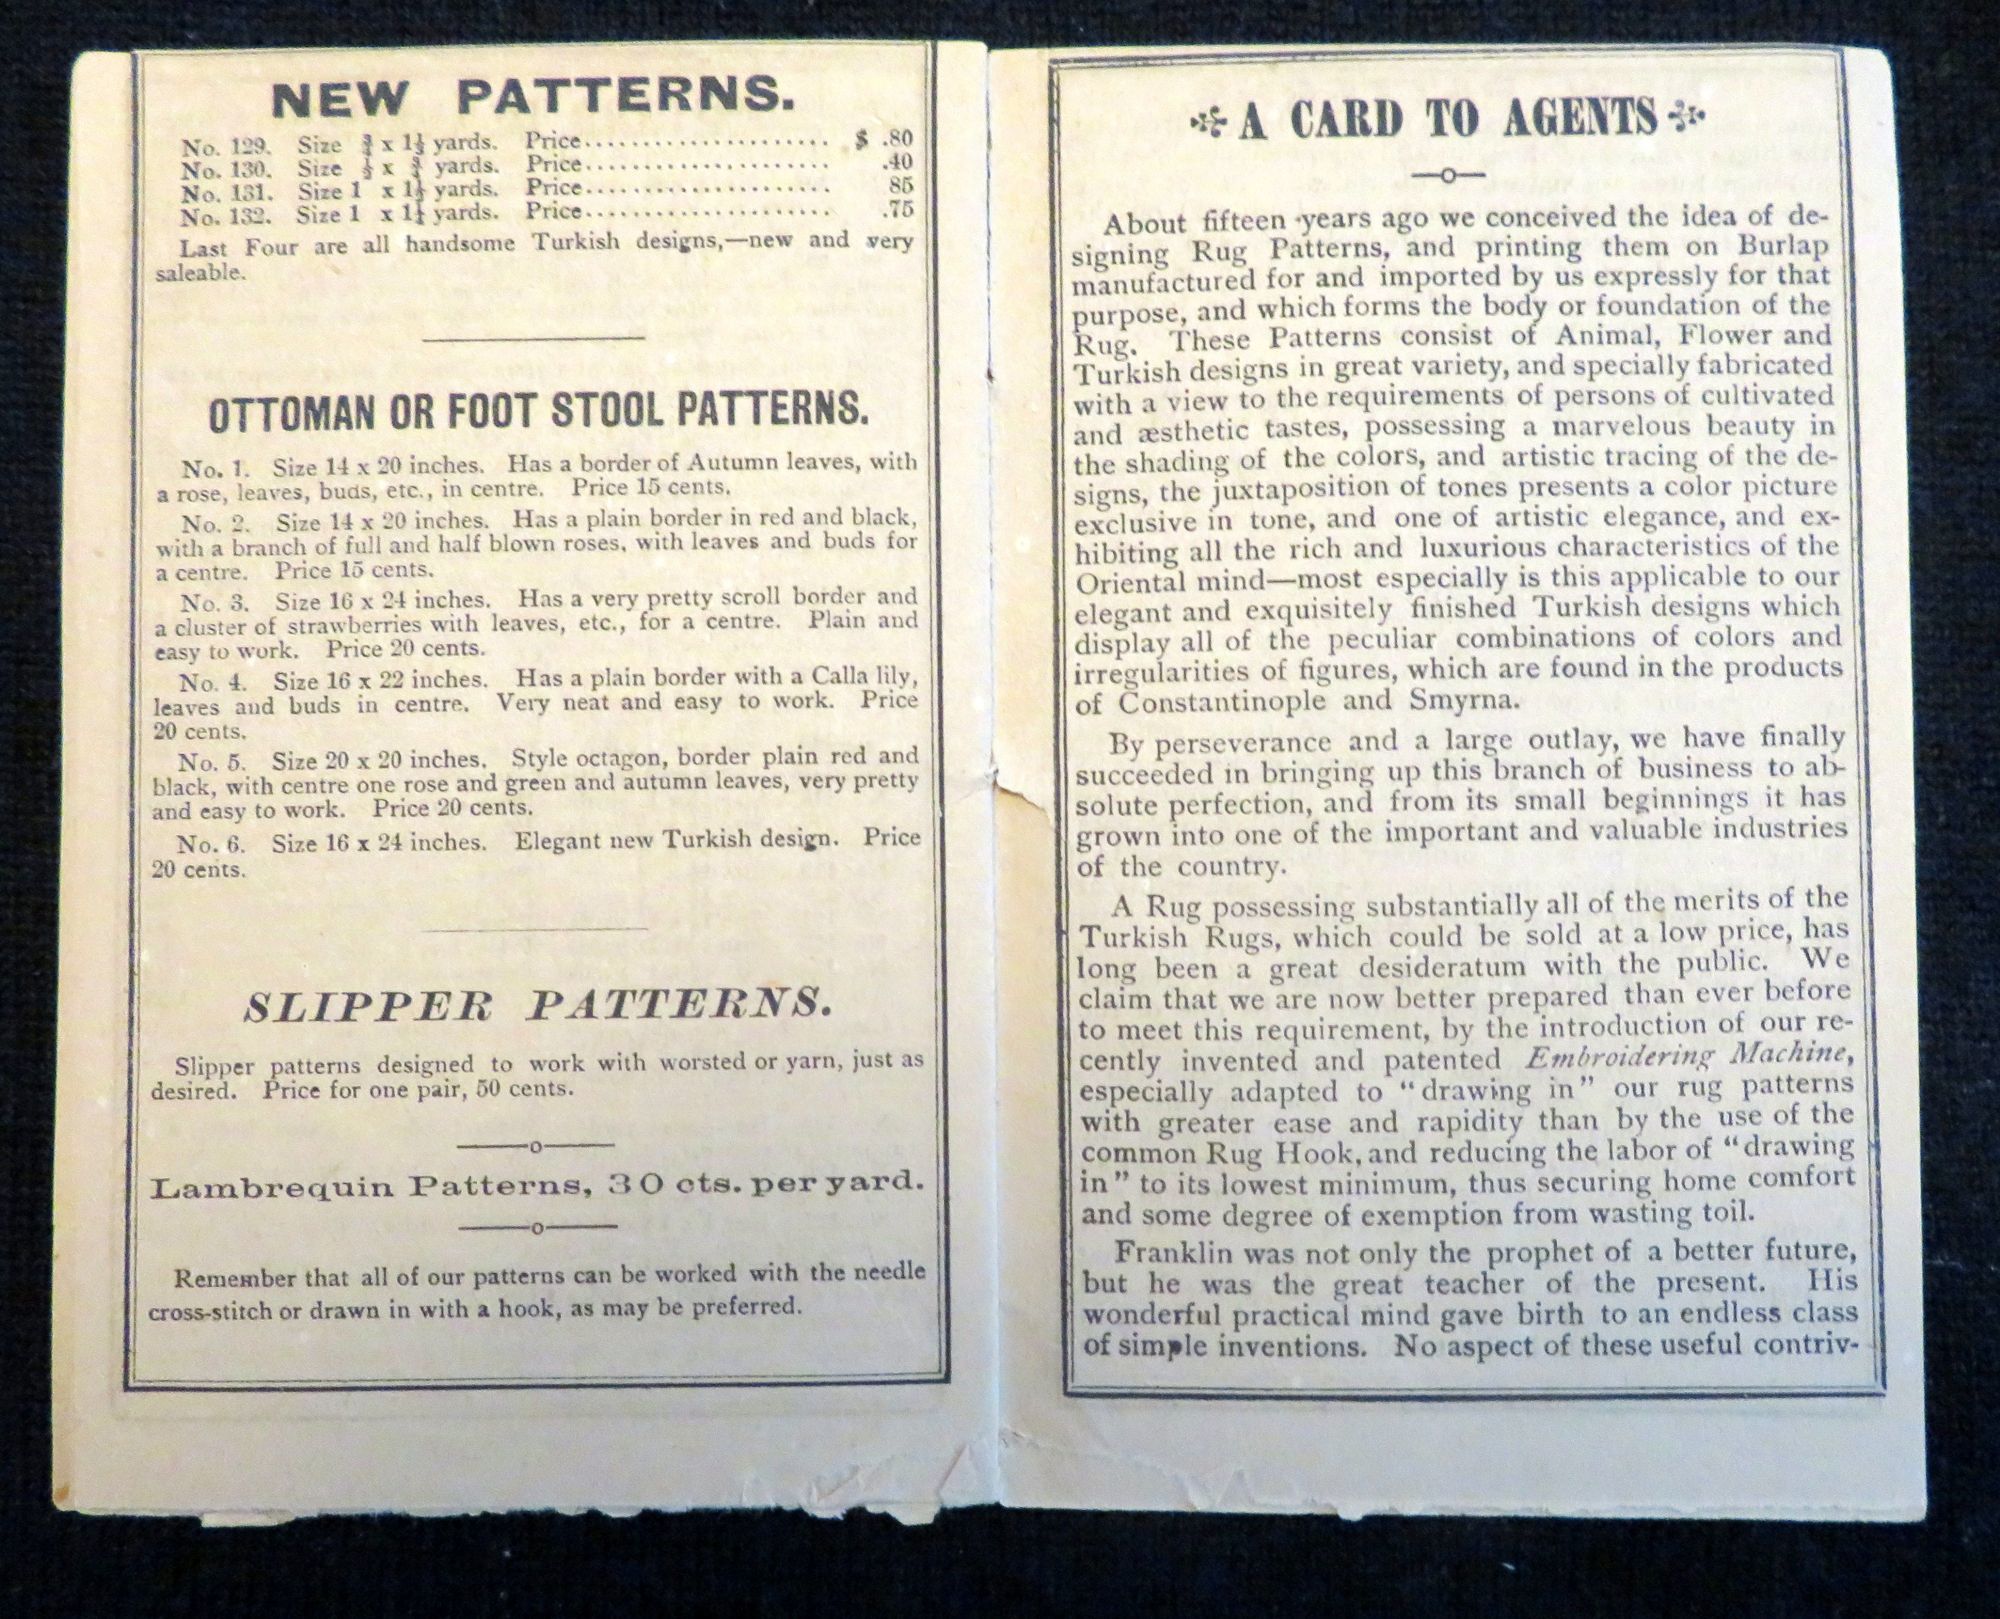 NEW PATTERNS.
No. 129. Size ¾ x 1½ yards. Price..................... $ .80
No. 130. Size ½ x ¾ yards. Price..................... .40
No. 131. Size 1 x 1½ yards. Price..................... 85
No. 132. Size 1 x 1½ yards. Price..................... .75
Last Four are all handsome Turkish designs,—new and very
saleable.
OTTOMAN OR FOOT STOOL PATTERNS.
No. 1. Size 14 x 20 inches. Has a border of Autumn leaves, with
a rose, leaves, buds, etc., in centre. Price 15 cents.
No. 2. Size 14 x 20 inches. Has a plain border in red and black,
with a branch of full and half blown roses, with leaves and buds for
a centre. Price 15 cents.
No. 3. Size 16 x 24 inches. Has a very pretty scroll border and
a cluster of strawberries with leaves, etc., for a centre. Plain and
easy to work. Price 20 cents.
No. 4. Size 16 x 22 inches. Has a plain border with a Calla lily,
leaves and buds in centre. Very neat and easy to work. Price
20 cents.
No. 5. Size 20 x 20 inches. Style octagon, border plain red and
black, with centre one rose and green and autumn leaves, very pretty
and easy to work. Price 20 cents.
No. 6. Size 16 x 24 inches. Elegant new Turkish design. Price
20 cents.
SLIPPER PATTERNS.
Slipper patterns designed to work with worsted or yarn, just as
desired. Price for one pair, 50 cents.
Lambrequin Patterns, 30 cts. per yard.
Remember that all of our patterns can be worked with the needle
cross-stitch or drawn in with a hook, as may be preferred.
A CARD TO AGENTS
About fifteen years ago we conceived the idea of de-
signing Rug Patterns, and printing them on Burlap
manufactured for and imported by us expressly for that
purpose, and which forms the body or foundation of the
Rug. These Patterns consist of Animal, Flower and
Turkish designs in great variety, and specially fabricated
with a view to the requirements of persons of cultivated
and æsthetic tastes, possessing a marvelous beauty in
the shading of the colors, and artistic tracing of the de-
signs, the juxtaposition of tones presents a color picture
exclusive in tone, and one of artistic elegance, and ex-
hibiting all the rich and luxurious characteristics of the
Oriental mind—most especially is this applicable to our
elegant and exquisitely finished Turkish designs which
display all of the peculiar combinations of colors and
irregularities of figures, which are found in the products
of Constantinople and Smyrna.
By perseverance and a large outlay, we have finally
succeeded in bringing up this branch of business to ab-
solute perfection, and from its small beginnings it has
grown into one of the important and valuable industries
of the country.
A Rug possessing substantially all of the merits of the
Turkish Rugs, which could be sold at a low price, has
long been a great desideratum with the public. We
claim that we are now better prepared than ever before
to meet this requirement, by the introduction of our re-
cently invented and patented Embroidering Machine,
especially adapted to "drawing in" our rug patterns
with greater ease and rapidity than by the use of the
common Rug Hook, and reducing the labor of "drawing
in" to its lowest minimum, thus securing home comfort
and some degree of exemption from wasting toil.
Franklin was not only the prophet of a better future,
but he was the great teacher of the present. His
wonderful practical mind gave birth to an endless class
of simple inventions. No aspect of these useful contriv-